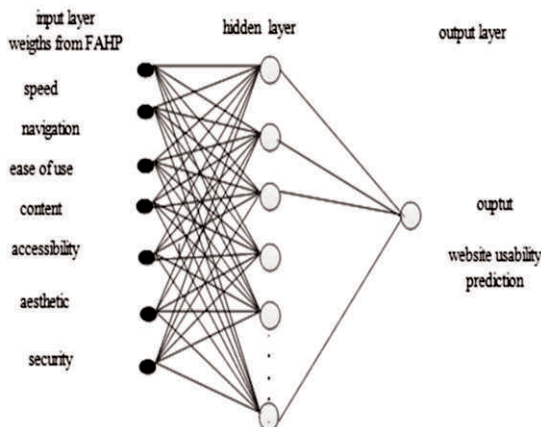 input layer
weigths from FAHP
hidden layer
output layer
speed
navigation
ease of use
content
accessibility
aesthetic
security
ouptut
website usability
prediction